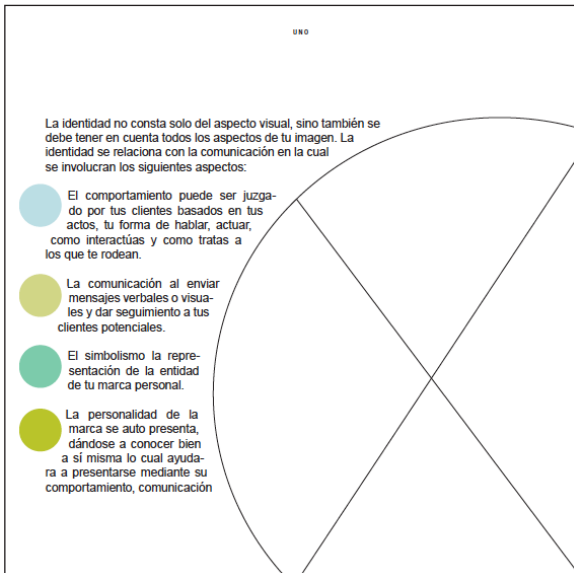 UNO
La identidad no consta solo del aspecto visual, sino también se
debe tener en cuenta todos los aspectos de tu imagen. La
identidad se relaciona con la comunicación en la cual
se involucran los siguientes aspectos:
El comportamiento puede ser juzga-
do por tus clientes basados en tus
actos, tu forma de hablar, actuar,
como interactúas y como tratas a
los que te rodean.
La comunicación al enviar
mensajes verbales o visua-
les y dar seguimiento a tus
clientes potenciales.
El simbolismo la repre-
sentación de la entidad
de tu marca personal.
La personalidad de la
marca se auto presenta,
dándose a conocer bien
a sí misma lo cual ayuda-
ra a presentarse mediante su
comportamiento, comunicación